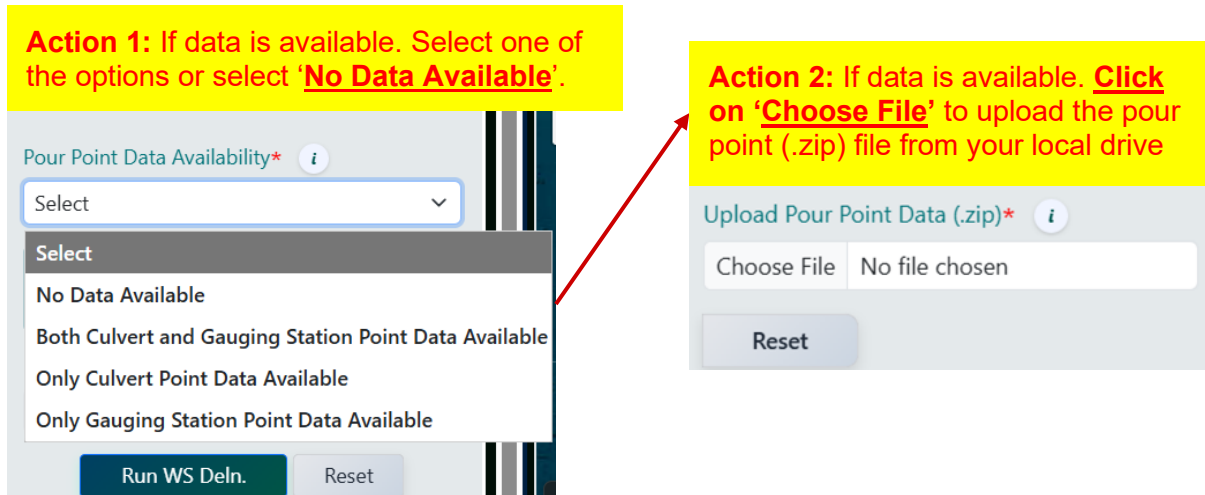 Action 1: If data is available. Select one of
the options or select ‘No Data Available’.
Pour Point Data Availability* i
Select
Select
No Data Available
Both Culvert and Gauging Station Point Data Available
Only Culvert Point Data Available
Only Gauging Station Point Data Available
Run WS Deln. Reset
Action 2: If data is available. Click
on ‘Choose File’ to upload the pour
point (.zip) file from your local drive
Upload Pour Point Data (.zip)* i
Choose File No file chosen
Reset